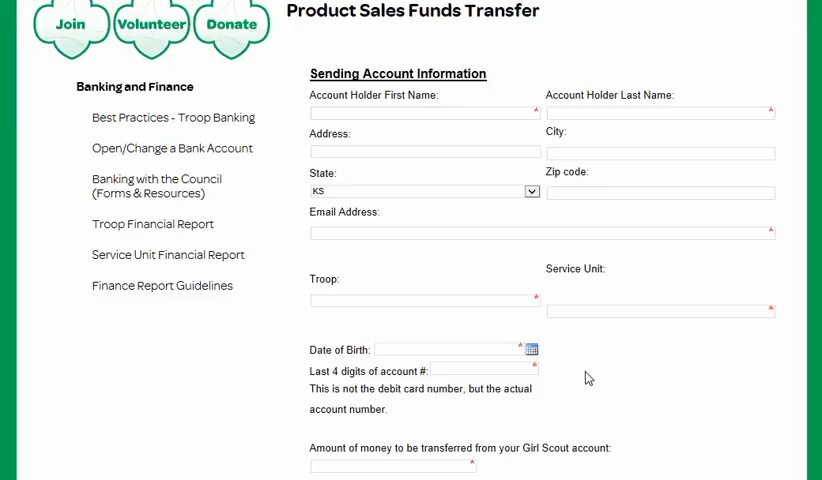 Join Volunteer Donate
Product Sales Funds Transfer
Banking and Finance
Best Practices - Troop Banking
Open/Change a Bank Account
Banking with the Council
(Forms & Resources)
Troop Financial Report
Service Unit Financial Report
Finance Report Guidelines
Sending Account Information
Account Holder First Name: Account Holder Last Name:
* *
Address: City:
State: Zip code:
KS
Email Address:
*
Troop: Service Unit:
* *
Date of Birth: *
Last 4 digits of account #: *
This is not the debit card number, but the actual
account number.
Amount of money to be transferred from your Girl Scout account:
*